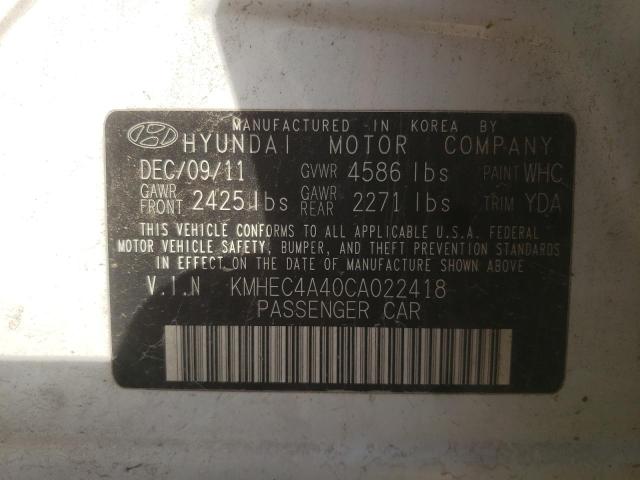 MANUFACTURED IN KOREA BY
HYUNDAI MOTOR COMPANY
DEC/09/11 GVWR 4586 lbs PAINT WHC
GAWR FRONT 2425 lbs GAWR REAR 2271 lbs TRIM YDA
THIS VEHICLE CONFORMS TO ALL APPLICABLE U.S.A. FEDERAL
MOTOR VEHICLE SAFETY, BUMPER, AND THEFT PREVENTION STANDARDS
IN EFFECT ON THE DATE OF MANUFACTURE SHOWN ABOVE
V.I.N KMHEC4A40CA022418
PASSENGER CAR